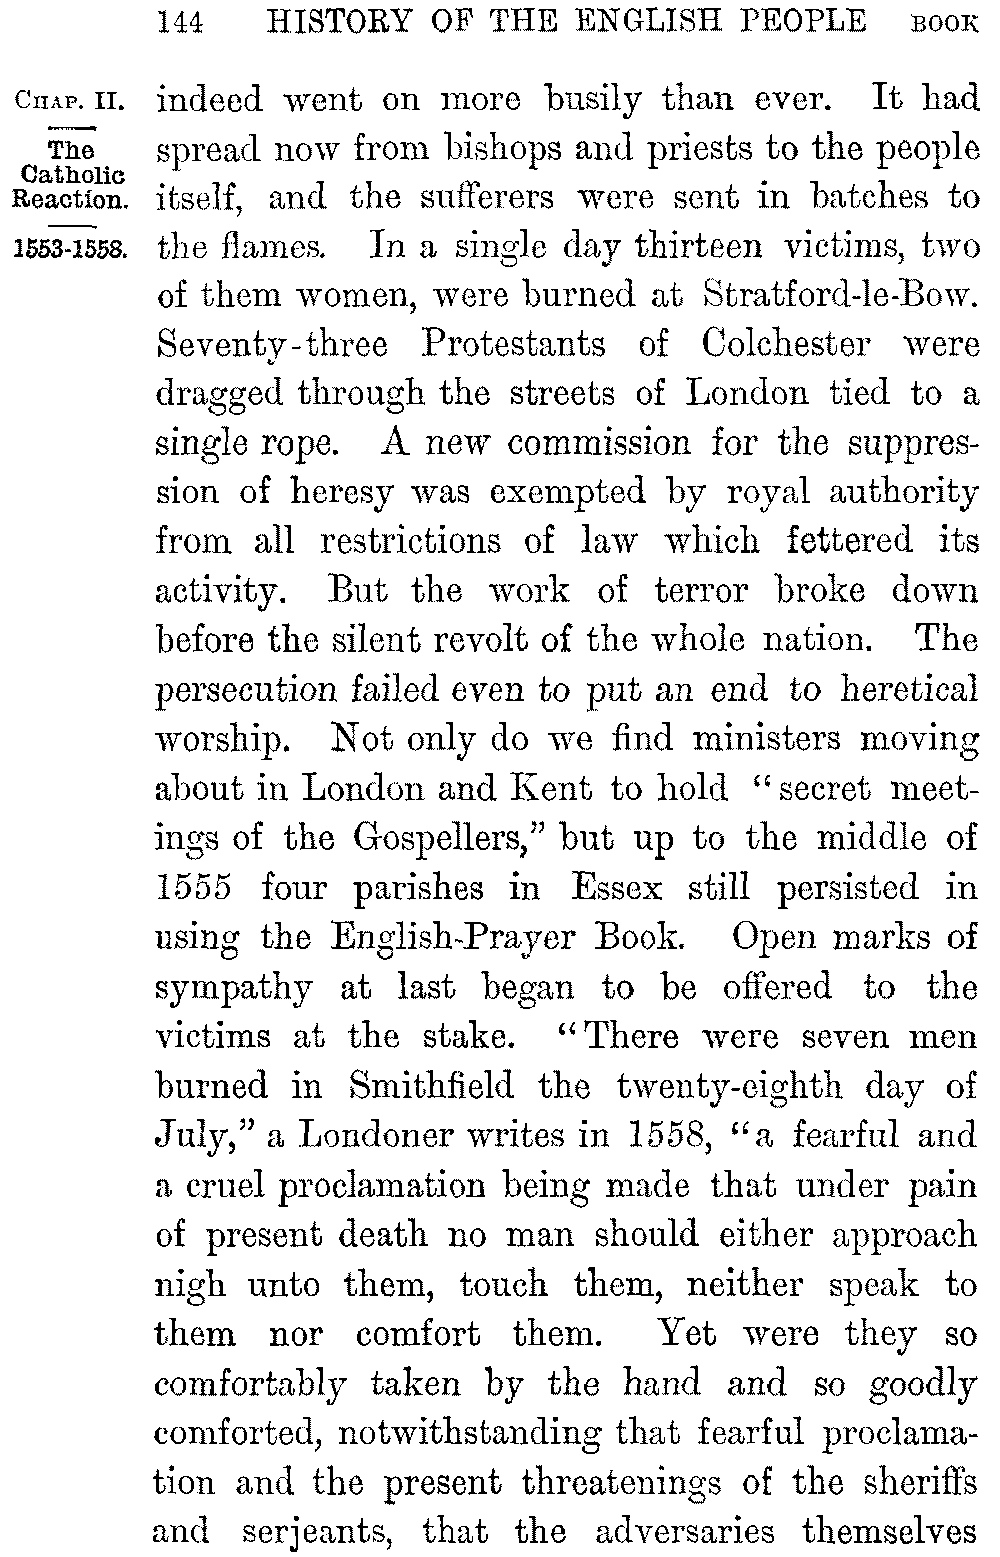 144 HISTORY OF THE ENGLISH PEOPLE BOOK
CHAP. II.
The
Catholic
Reaction.
1553-1558.
indeed went on more busily than ever. It had
spread now from bishops and priests to the people
itself, and the sufferers were sent in batches to
the flames. In a single day thirteen victims, two
of them women, were burned at Stratford-le-Bow.
Seventy-three Protestants of Colchester were
dragged through the streets of London tied to a
single rope. A new commission for the suppres-
sion of heresy was exempted by royal authority
from all restrictions of law which fettered its
activity. But the work of terror broke down
before the silent revolt of the whole nation. The
persecution failed even to put an end to heretical
worship. Not only do we find ministers moving
about in London and Kent to hold “secret meet-
ings of the Gospellers,” but up to the middle of
1555 four parishes in Essex still persisted in
using the English-Prayer Book. Open marks of
sympathy at last began to be offered to the
victims at the stake. “There were seven men
burned in Smithfield the twenty-eighth day of
July,” a Londoner writes in 1558, “a fearful and
a cruel proclamation being made that under pain
of present death no man should either approach
nigh unto them, touch them, neither speak to
them nor comfort them. Yet were they so
comfortably taken by the hand and so goodly
comforted, notwithstanding that fearful proclama-
tion and the present threatenings of the sheriffs
and serjeants, that the adversaries themselves